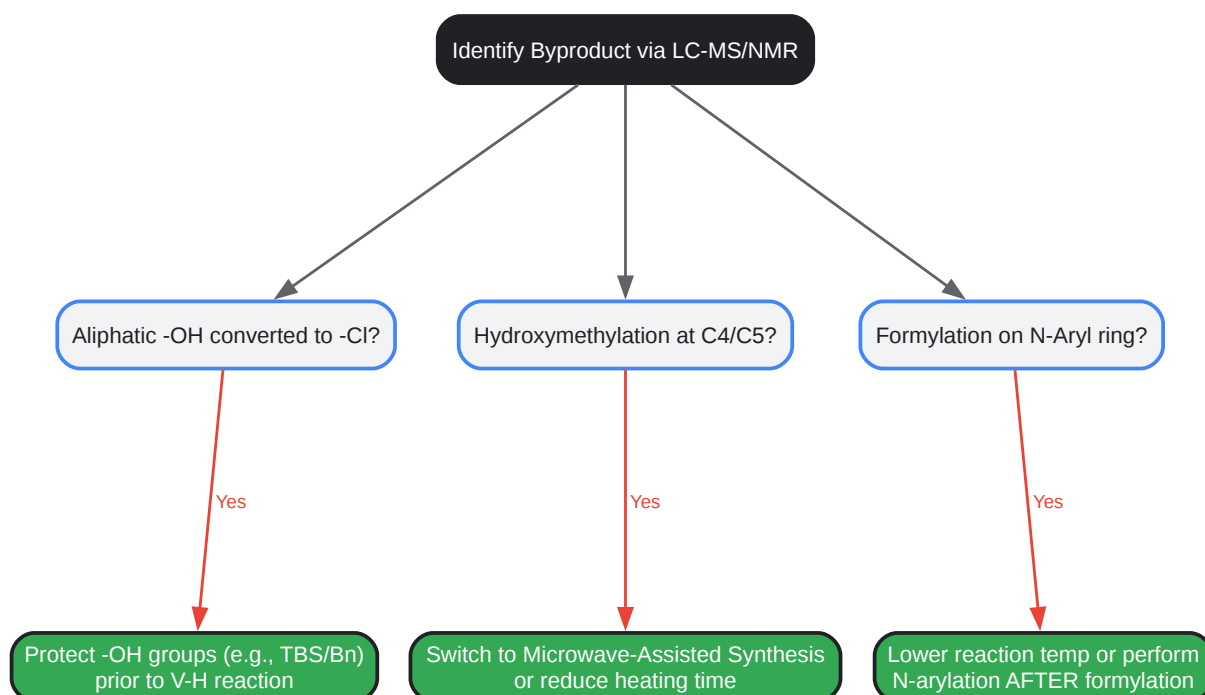 Identify Byproduct via LC-MS/NMR
Aliphatic -OH converted to -Cl?
Hydroxymethylation at C4/C5?
Formylation on N-Aryl ring?
Yes
Yes
Yes
Protect -OH groups (e.g., TBS/Bn)
prior to V-H reaction
Switch to Microwave-Assisted Synthesis
or reduce heating time
Lower reaction temp or perform
N-arylation AFTER formylation